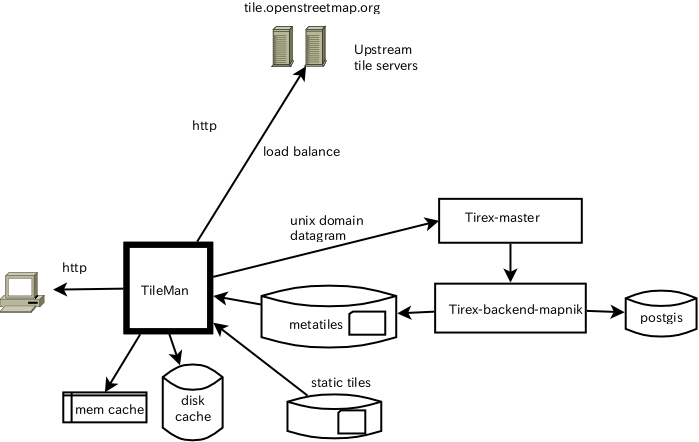 tile.openstreetmap.org
Upstream
tile servers
http
load balance
unix domain
datagram
Tirex-master
http
TileMan
metatiles
Tirex-backend-mapnik
postgis
static tiles
mem cache
disk
cache